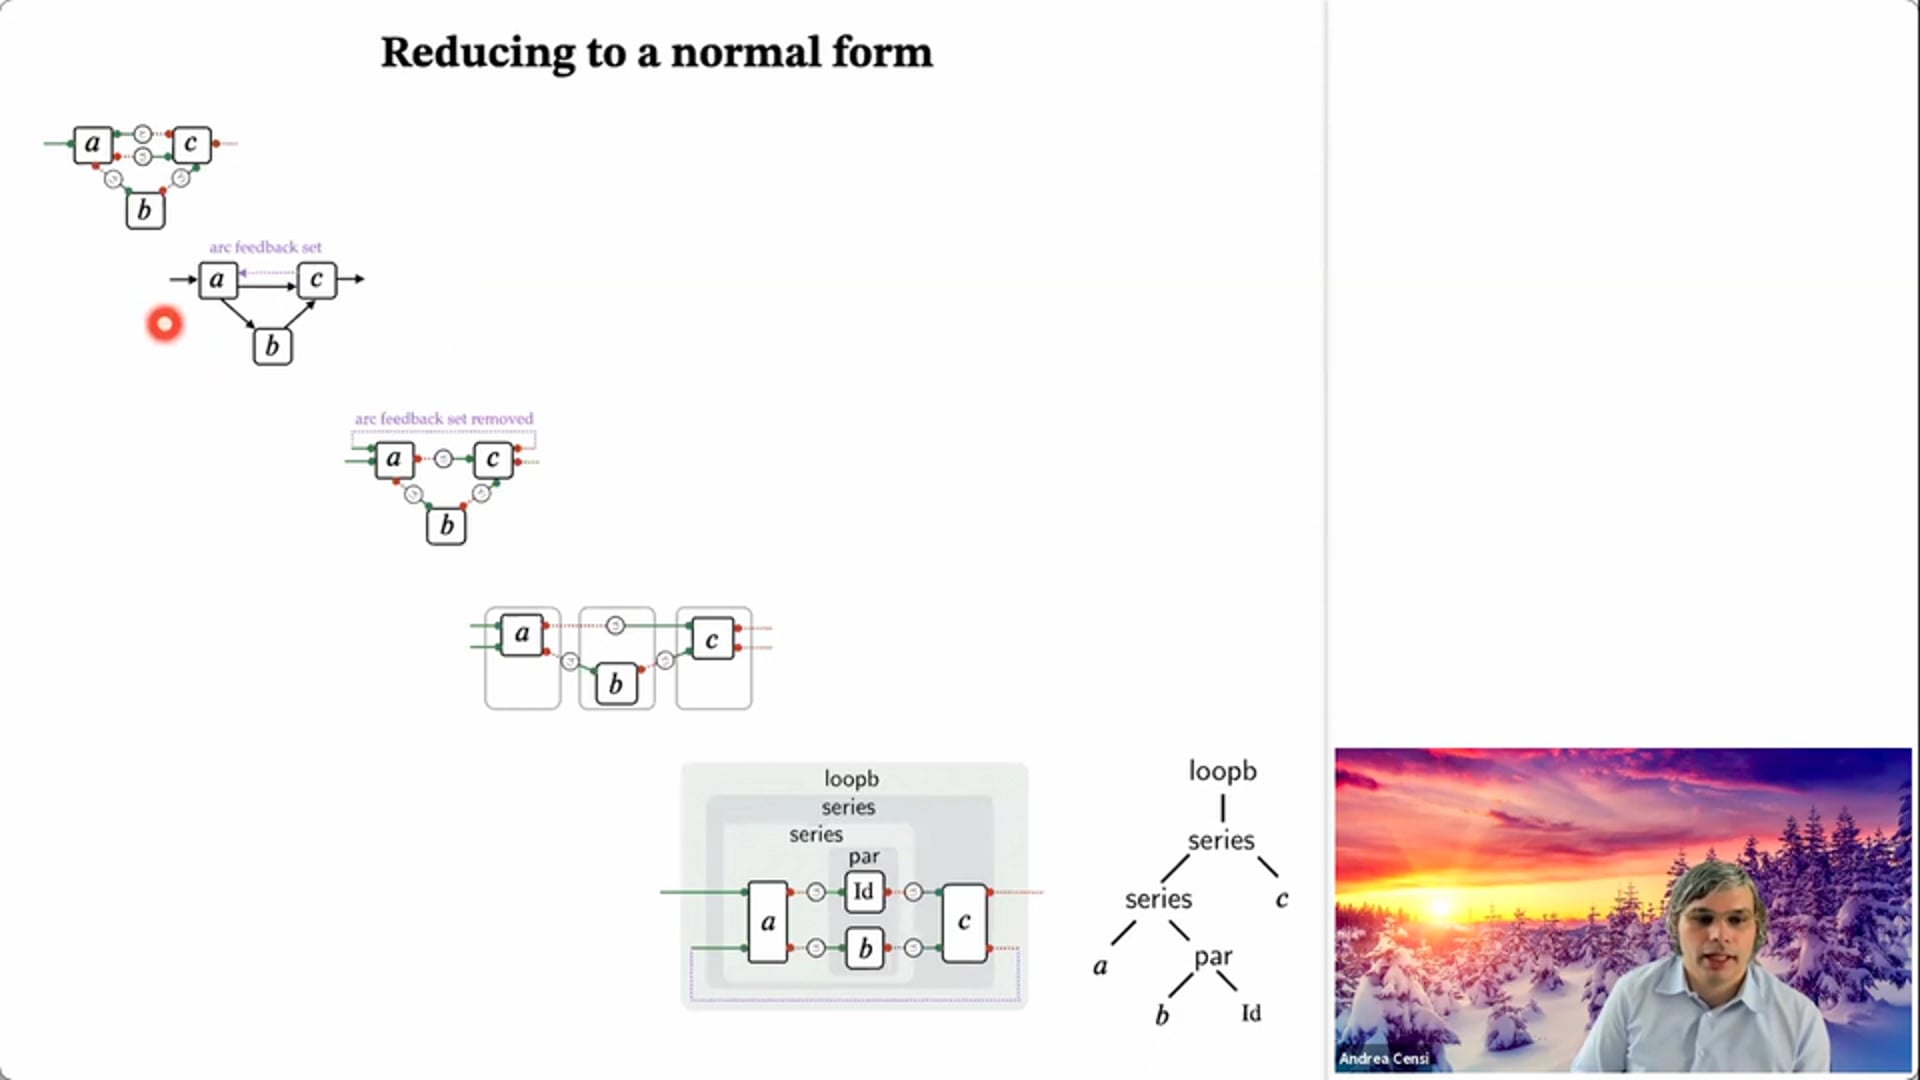 Reducing to a normal form
a c
b
arc feedback set
a c
b
arc feedback set removed
a c
b
a c
b
loopb
series
series
par
Id
a c
b
loopb
series
series c
a par
b Id
Andrea Censi